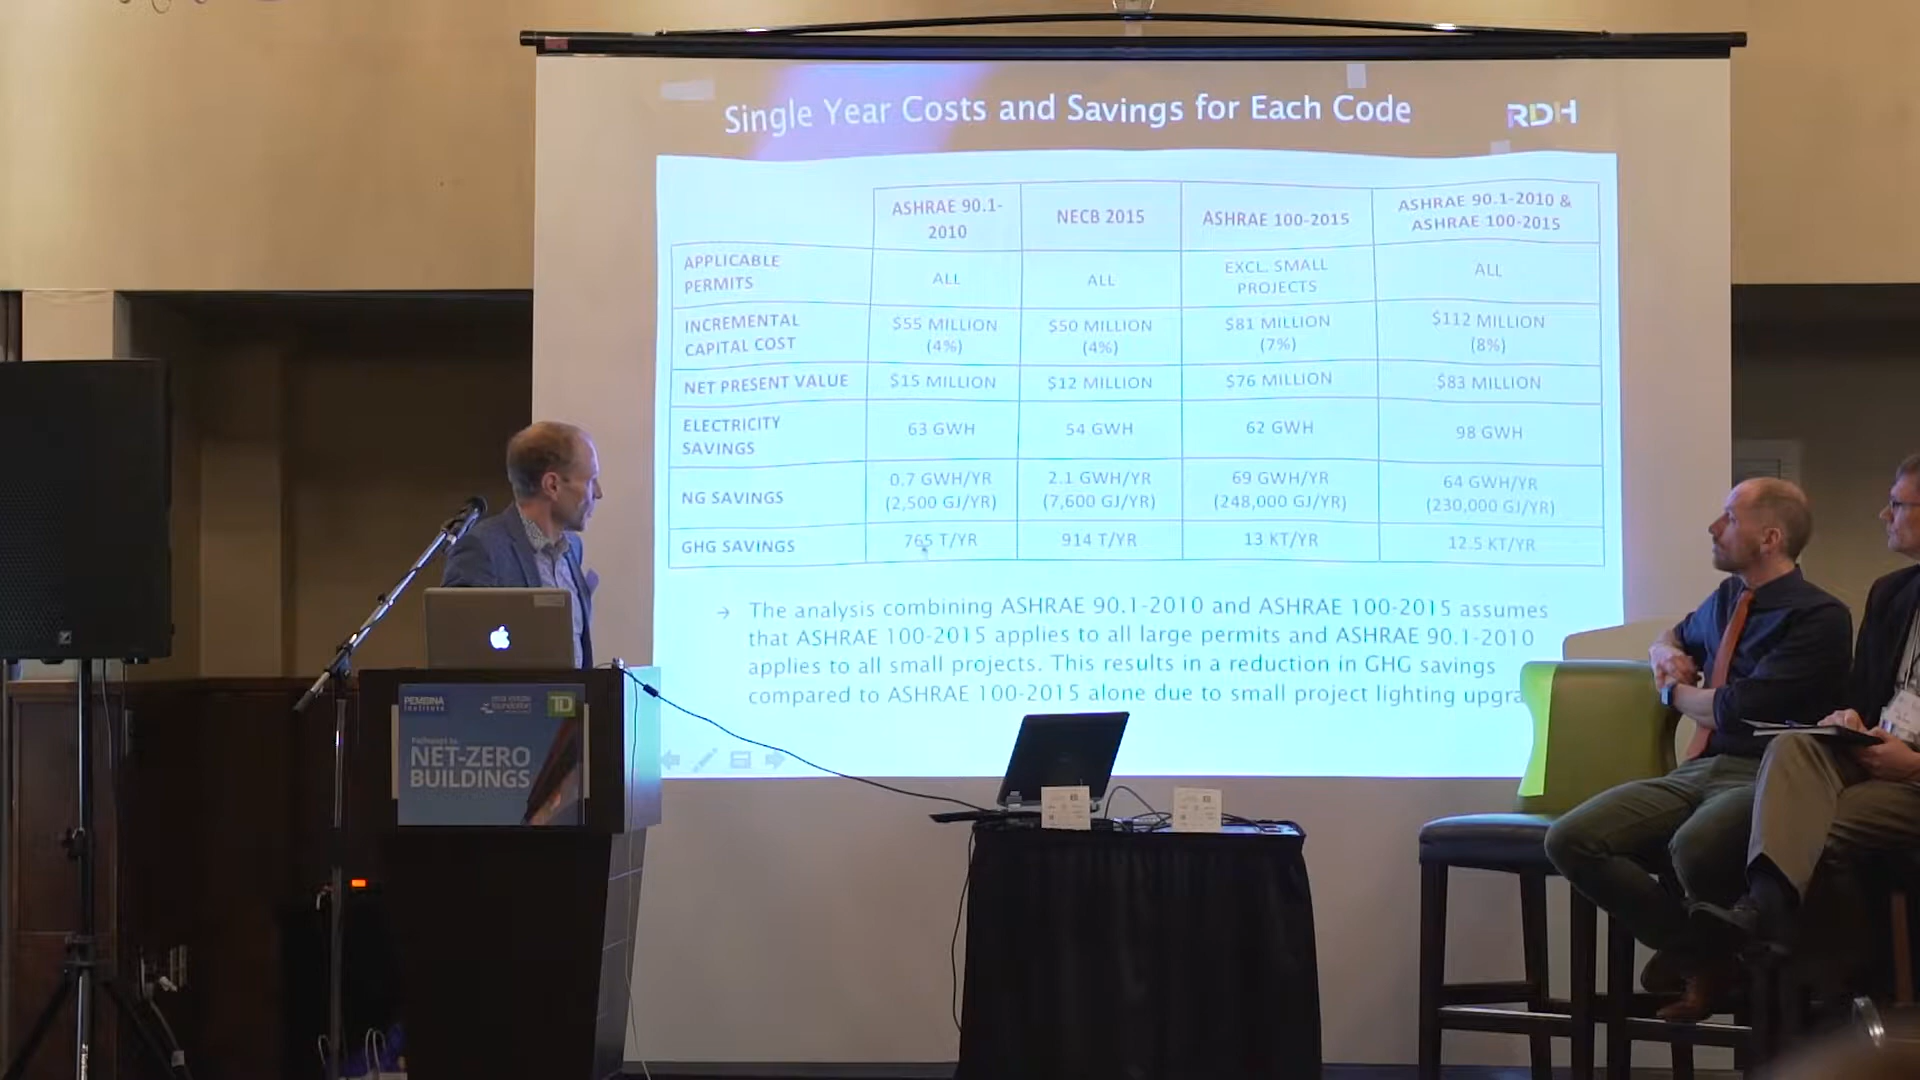 Single Year Costs and Savings for Each Code
RDH
ASHRAE 90.1-
2010
NECB 2015
ASHRAE 100-2015
ASHRAE 90.1-2010 &
ASHRAE 100-2015
APPLICABLE
PERMITS
ALL
ALL
EXCL. SMALL
PROJECTS
ALL
INCREMENTAL
CAPITAL COST
$55 MILLION
(4%)
$50 MILLION
(4%)
$81 MILLION
(7%)
$112 MILLION
(8%)
NET PRESENT VALUE
$15 MILLION
$12 MILLION
$76 MILLION
$83 MILLION
ELECTRICITY
SAVINGS
63 GWH
54 GWH
62 GWH
98 GWH
NG SAVINGS
0.7 GWH/YR
(2,500 GJ/YR)
2.1 GWH/YR
(7,600 GJ/YR)
69 GWH/YR
(248,000 GJ/YR)
64 GWH/YR
(230,000 GJ/YR)
GHG SAVINGS
765 T/YR
914 T/YR
13 KT/YR
12.5 KT/YR
→ The analysis combining ASHRAE 90.1-2010 and ASHRAE 100-2015 assumes
that ASHRAE 100-2015 applies to all large permits and ASHRAE 90.1-2010
applies to all small projects. This results in a reduction in GHG savings
compared to ASHRAE 100-2015 alone due to small project lighting upgra
PEMBINA
institute
foundation
TD
Pathways to
NET-ZERO
BUILDINGS